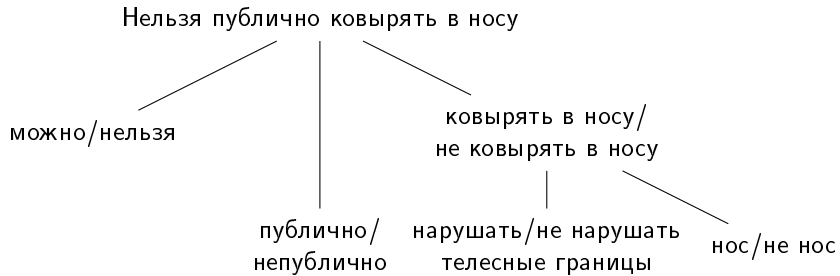 Нельзя публично ковырять в носу
можно/нельзя
ковырять в носу/
не ковырять в носу
публично/
непублично
нарушать/не нарушать
телесные границы
нос/не нос